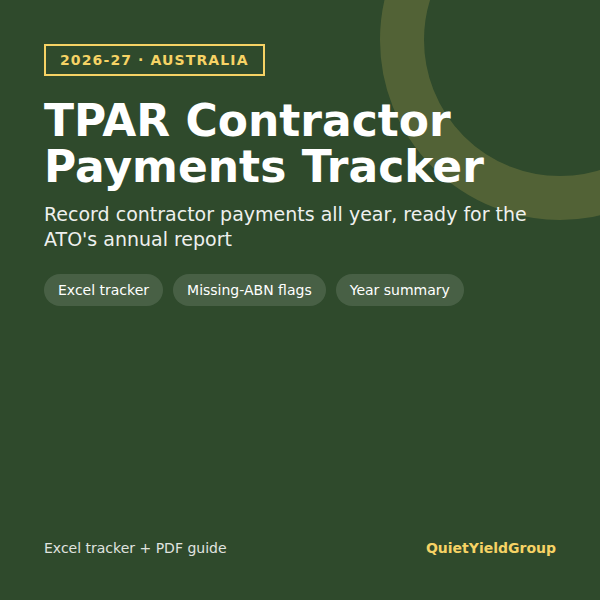 2026-27 · AUSTRALIA
TPAR Contractor
Payments Tracker
Record contractor payments all year, ready for the
ATO's annual report
Excel tracker
Missing-ABN flags
Year summary
Excel tracker + PDF guide
QuietYieldGroup